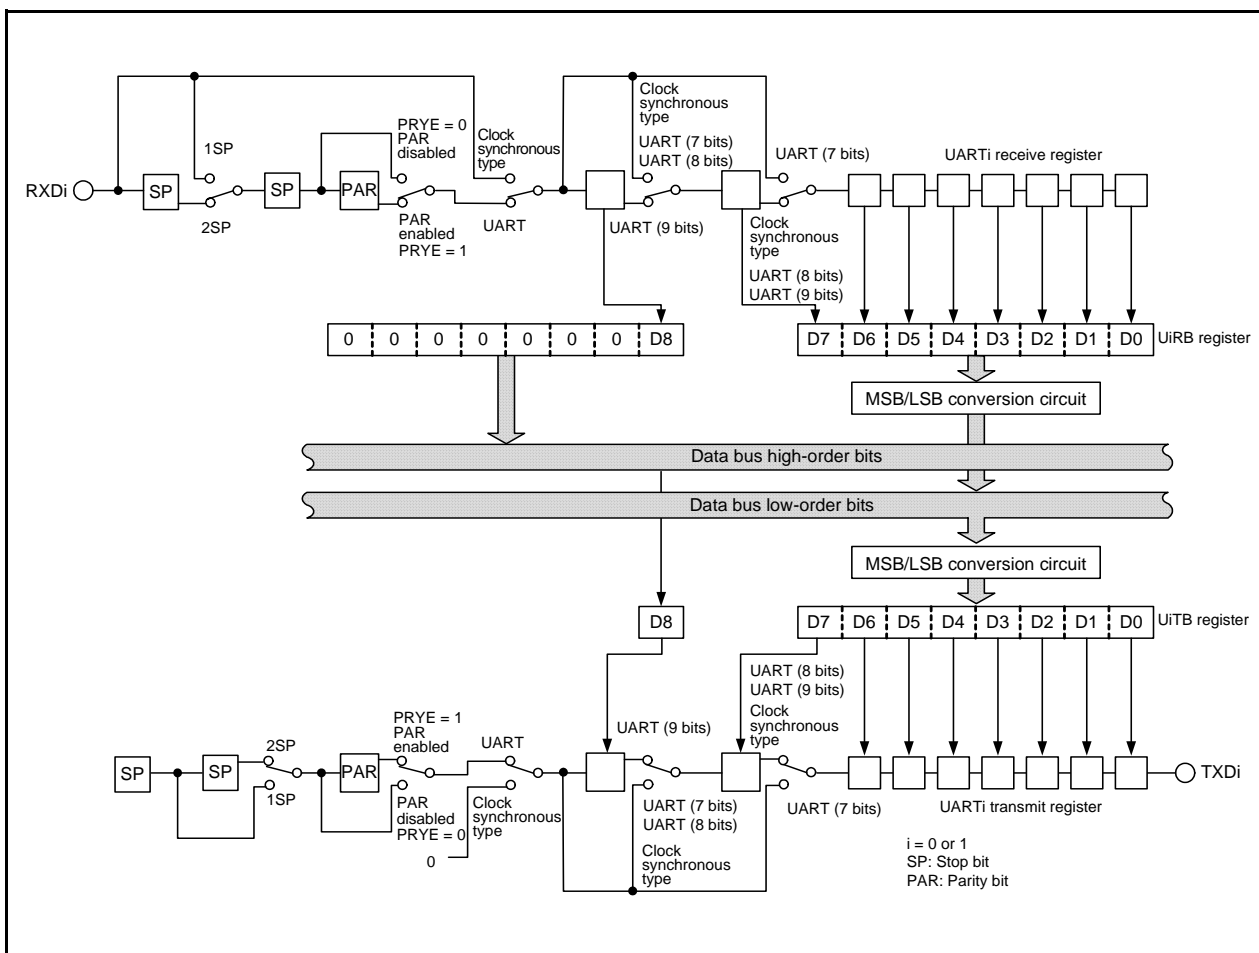 Clock
synchronous
type
PRYE = 0
PAR
disabled
Clock
synchronous
type
1SP
UART (7 bits)
UART (8 bits)
UART (7 bits)
UARTi receive register
RXDi
SP
SP
PAR
2SP
PAR
enabled
PRYE = 1
UART
UART (9 bits)
Clock
synchronous
type
UART (8 bits)
UART (9 bits)
0 0 0 0 0 0 0 D8
D7 D6 D5 D4 D3 D2 D1 D0
UiRB register
MSB/LSB conversion circuit
Data bus high-order bits
Data bus low-order bits
MSB/LSB conversion circuit
D8
D7 D6 D5 D4 D3 D2 D1 D0
UiTB register
UART (8 bits)
UART (9 bits)
Clock
synchronous
type
PRYE = 1
PAR
enabled
UART
UART (9 bits)
2SP
SP
SP
PAR
TXDi
1SP
PAR
disabled
PRYE = 0
0
Clock
synchronous
type
UART (7 bits)
UART (8 bits)
Clock
synchronous
type
UART (7 bits)
UARTi transmit register
i = 0 or 1
SP: Stop bit
PAR: Parity bit